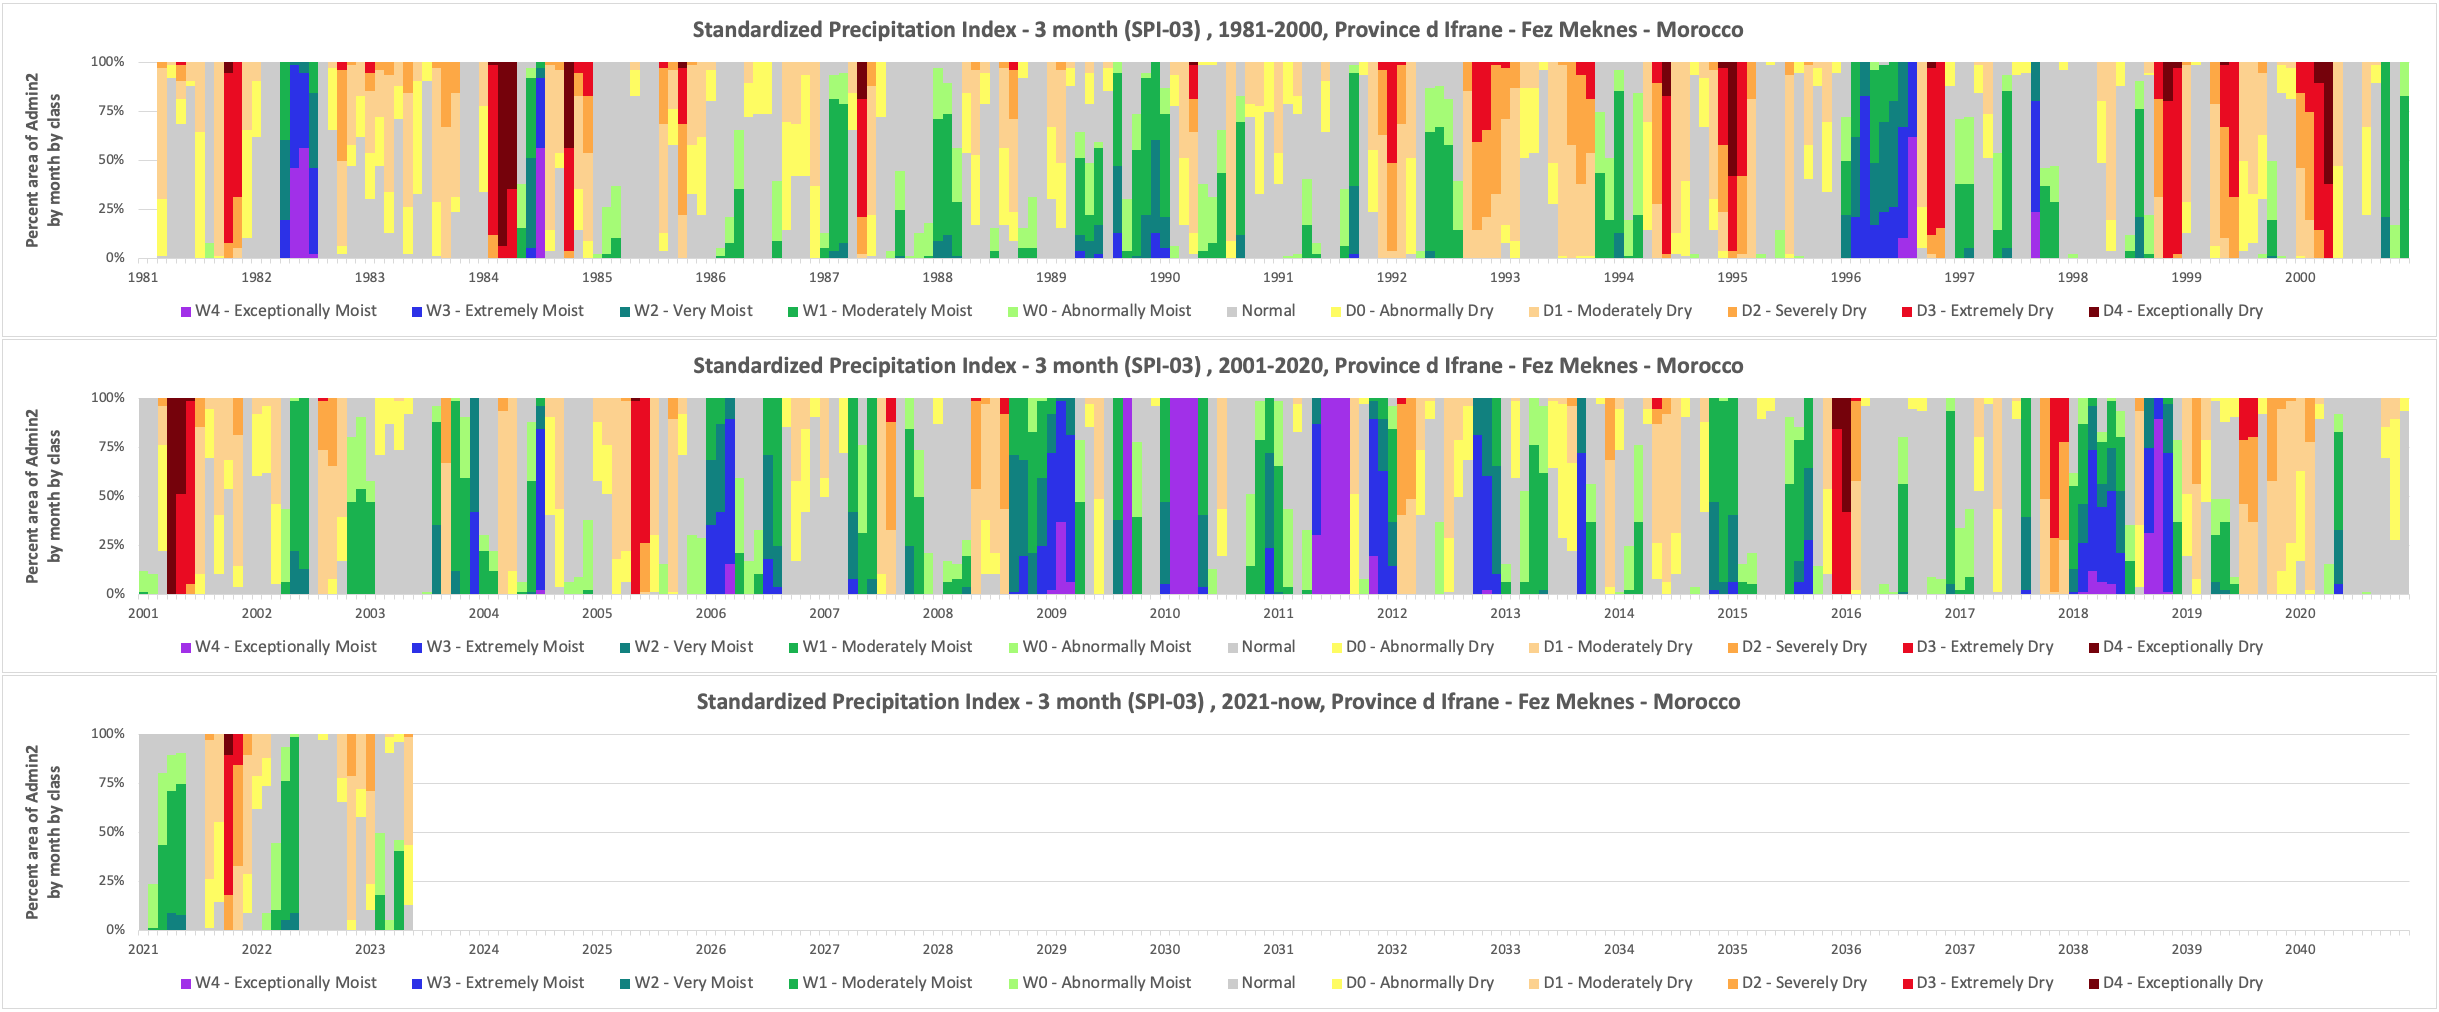 Standardized Precipitation Index - 3 month (SPI-03) , 1981-2000, Province d Ifrane - Fez Meknes - Morocco
Percent area of Admin2
by month by class
100%
75%
50%
25%
0%
1981 1982 1983 1984 1985 1986 1987 1988 1989 1990 1991 1992 1993 1994 1995 1996 1997 1998 1999 2000
W4 - Exceptionally Moist W3 - Extremely Moist W2 - Very Moist W1 - Moderately Moist W0 - Abnormally Moist Normal D0 - Abnormally Dry D1 - Moderately Dry D2 - Severely Dry D3 - Extremely Dry D4 - Exceptionally Dry
Standardized Precipitation Index - 3 month (SPI-03) , 2001-2020, Province d Ifrane - Fez Meknes - Morocco
Percent area of Admin2
by month by class
100%
75%
50%
25%
0%
2001 2002 2003 2004 2005 2006 2007 2008 2009 2010 2011 2012 2013 2014 2015 2016 2017 2018 2019 2020
W4 - Exceptionally Moist W3 - Extremely Moist W2 - Very Moist W1 - Moderately Moist W0 - Abnormally Moist Normal D0 - Abnormally Dry D1 - Moderately Dry D2 - Severely Dry D3 - Extremely Dry D4 - Exceptionally Dry
Standardized Precipitation Index - 3 month (SPI-03) , 2021-now, Province d Ifrane - Fez Meknes - Morocco
Percent area of Admin2
by month by class
100%
75%
50%
25%
0%
2021 2022 2023 2024 2025 2026 2027 2028 2029 2030 2031 2032 2033 2034 2035 2036 2037 2038 2039 2040
W4 - Exceptionally Moist W3 - Extremely Moist W2 - Very Moist W1 - Moderately Moist W0 - Abnormally Moist Normal D0 - Abnormally Dry D1 - Moderately Dry D2 - Severely Dry D3 - Extremely Dry D4 - Exceptionally Dry